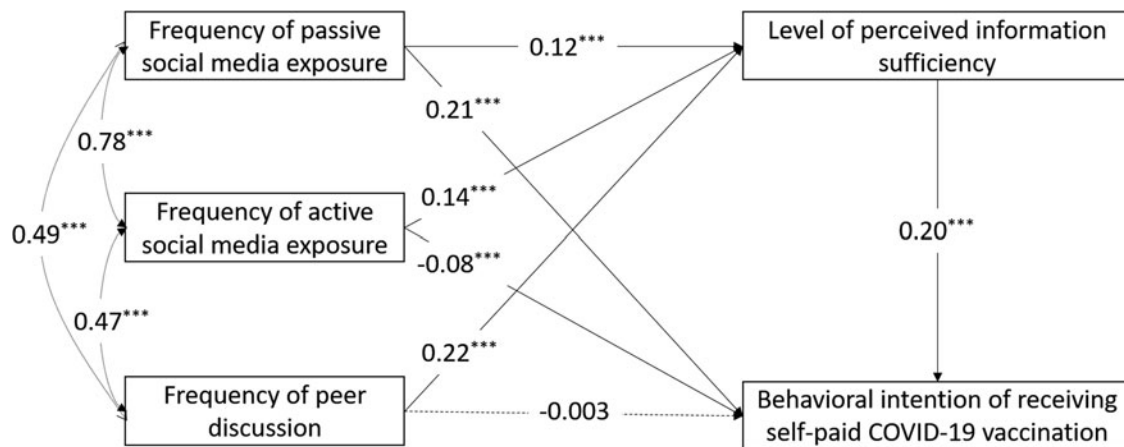 Frequency of passive
social media exposure
0.12***
Level of perceived information
sufficiency
0.21***
0.78***
0.14***
Frequency of active
social media exposure
0.49***
0.20***
-0.08***
0.47***
0.22***
Frequency of peer
discussion
-0.003
Behavioral intention of receiving
self-paid COVID-19 vaccination